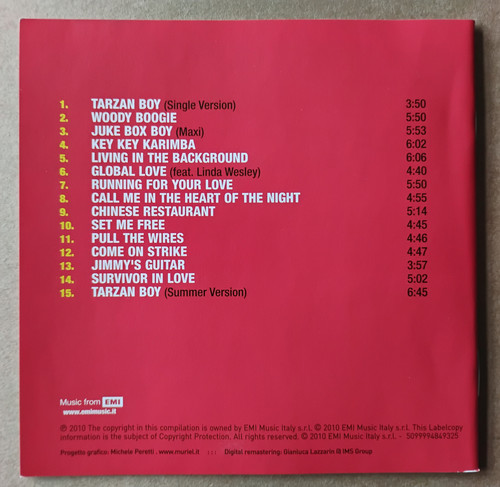 1. TARZAN BOY (Single Version) 3:50
2. WOODY BOOGIE 5:50
3. JUKE BOX BOY (Maxi) 5:53
4. KEY KEY KARIMBA 6:02
5. LIVING IN THE BACKGROUND 6:06
6. GLOBAL LOVE (feat. Linda Wesley) 4:40
7. RUNNING FOR YOUR LOVE 5:50
8. CALL ME IN THE HEART OF THE NIGHT 4:55
9. CHINESE RESTAURANT 5:14
10. SET ME FREE 4:45
11. PULL THE WIRES 4:46
12. COME ON STRIKE 4:47
13. JIMMY'S GUITAR 3:57
14. SURVIVOR IN LOVE 5:02
15. TARZAN BOY (Summer Version) 6:45
Music from EMI
www.emimusic.it
℗ 2010 The copyright in this compilation is owned by EMI Music Italy s.r.l. © 2010 EMI Music Italy s.r.l. This Labelcopy
information is the subject of Copyright Protection. All rights reserved. © 2010 EMI Music Italy s.r.l. - 5099994849325
Progetto grafico: Michele Peretti - www.muriel.it ::: Digital remastering: Gianluca Lazzarin @ IMS Group